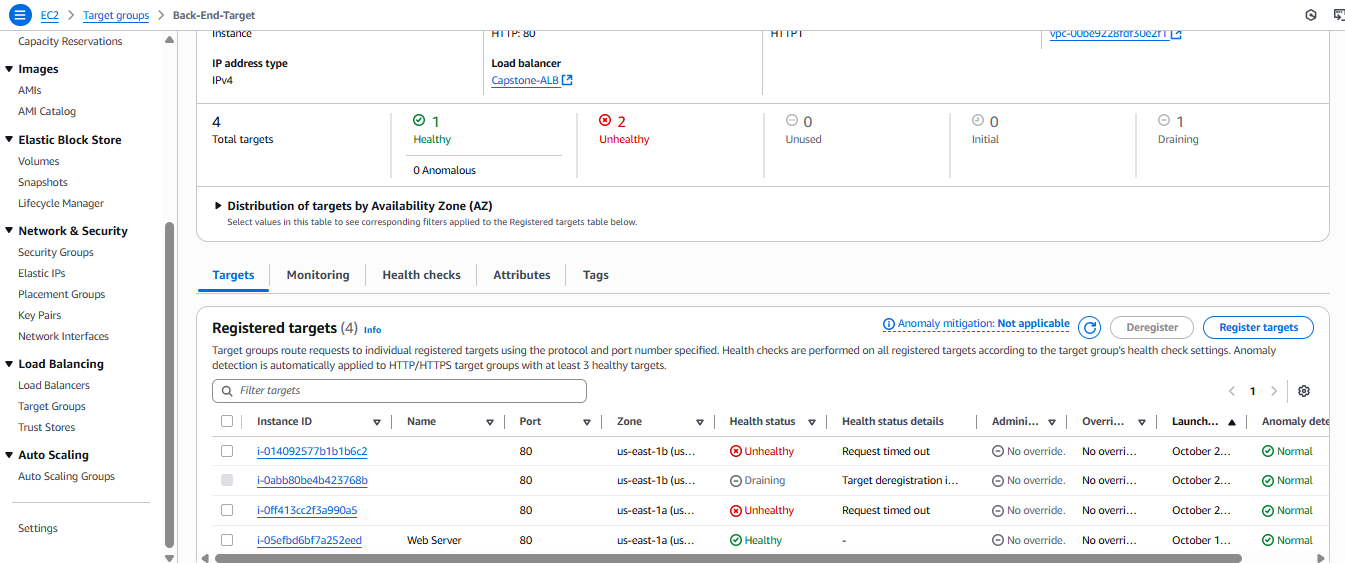 EC2 > Target groups > Back-End-Target
Capacity Reservations
Images
AMIs
AMI Catalog
Elastic Block Store
Volumes
Snapshots
Lifecycle Manager
Network & Security
Security Groups
Elastic IPs
Placement Groups
Key Pairs
Network Interfaces
Load Balancing
Load Balancers
Target Groups
Trust Stores
Auto Scaling
Auto Scaling Groups
Settings
Instance HTTP: 80 HTTP1 vpc-00be9228fdf30e2f1
IP address type Load balancer
IPv4 Capstone-ALB
4 1 2 0 0 1
Total targets Healthy Unhealthy Unused Initial Draining
0 Anomalous
Distribution of targets by Availability Zone (AZ)
Select values in this table to see corresponding filters applied to the Registered targets table below.
Targets Monitoring Health checks Attributes Tags
Registered targets (4) Info Anomaly mitigation: Not applicable Deregister Register targets
Target groups route requests to individual registered targets using the protocol and port number specified. Health checks are performed on all registered targets according to the target group's health check settings. Anomaly
detection is automatically applied to HTTP/HTTPS target groups with at least 3 healthy targets.
Filter targets 1
Instance ID Name Port Zone Health status Health status details Admini... Overri... Launch... Anomaly dete
i-014092577b1b1b6c2 80 us-east-1b (us... Unhealthy Request timed out No override. No overri... October 2... Normal
i-0abb80be4b423768b 80 us-east-1b (us... Draining Target deregistration i... No override. No overri... October 2... Normal
i-0ff413cc2f3a990a5 80 us-east-1a (us... Unhealthy Request timed out No override. No overri... October 2... Normal
i-05efbd6bf7a252eed Web Server 80 us-east-1a (us... Healthy - No override. No overri... October 1... Normal